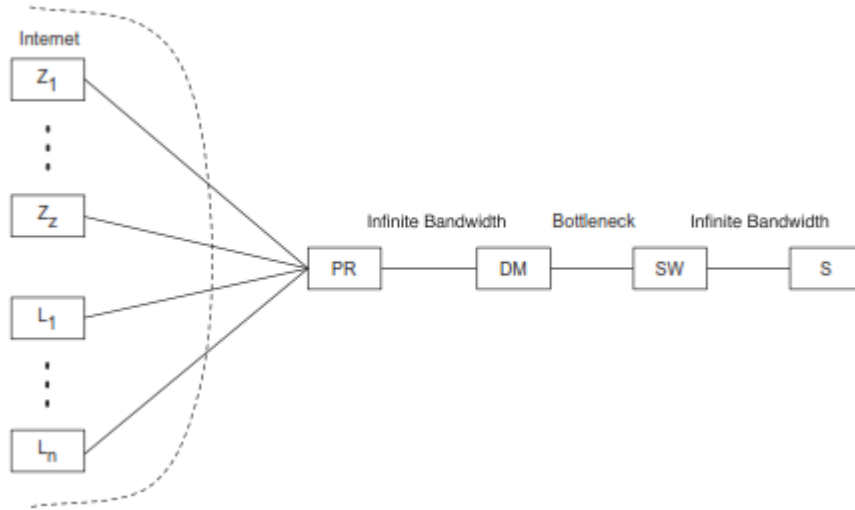 Internet
Z1
Zz
L1
Ln
Infinite Bandwidth
Bottleneck
Infinite Bandwidth
PR
DM
SW
S